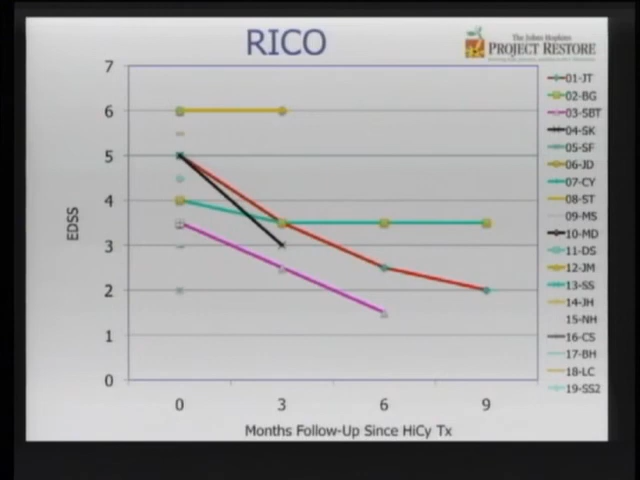 RICO
The Johns Hopkins
PROJECT RESTORE
7
6
5
4
3
2
1
0
EDSS
0 3 6 9
Months Follow-Up Since HiCy Tx
01-JT
02-BG
03-SBT
04-SK
05-SF
06-JD
07-CY
08-ST
09-MS
10-MD
11-DS
12-JM
13-SS
14-JH
15-NH
16-CS
17-BH
18-LC
19-SS2